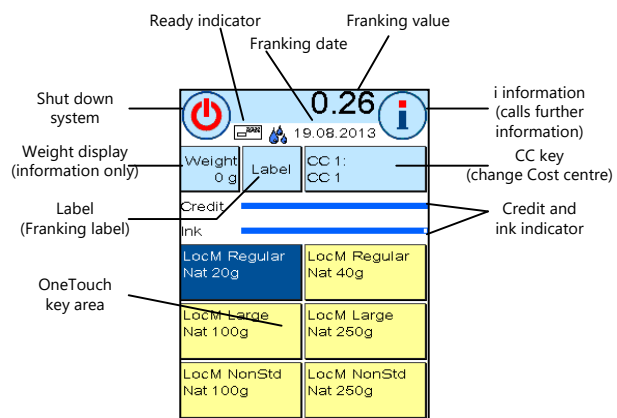 Ready indicator
Franking value
Franking date
Shut down
system
0.26
i information
(calls further
information)
19.08.2013
Weight display
(information only)
Weight
0 g
Label
CC 1:
CC 1
CC key
(change Cost centre)
Label
(Franking label)
Credit
Ink
Credit and
ink indicator
OneTouch
key area
LocM Regular
Nat 20g
LocM Regular
Nat 40g
LocM Large
Nat 100g
LocM Large
Nat 250g
LocM NonStd
Nat 100g
LocM NonStd
Nat 250g